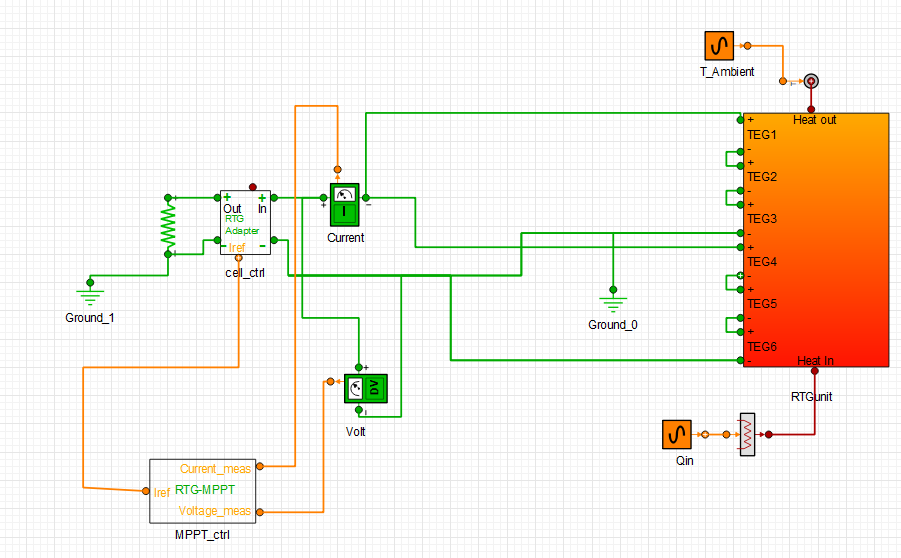 T_Ambient
Heat out
+
TEG1
-
+
TEG2
-
+
TEG3
-
+
TEG4
-
+
TEG5
-
+
TEG6
-
Heat In
RTGunit
+ +
Out In
RTG
Adapter
- Iref -
cell_ctrl
I
+ -
Current
Ground_1
Ground_0
+
DV
-
Volt
Qin
Current_meas
Iref RTG-MPPT
Voltage_meas
MPPT_ctrl